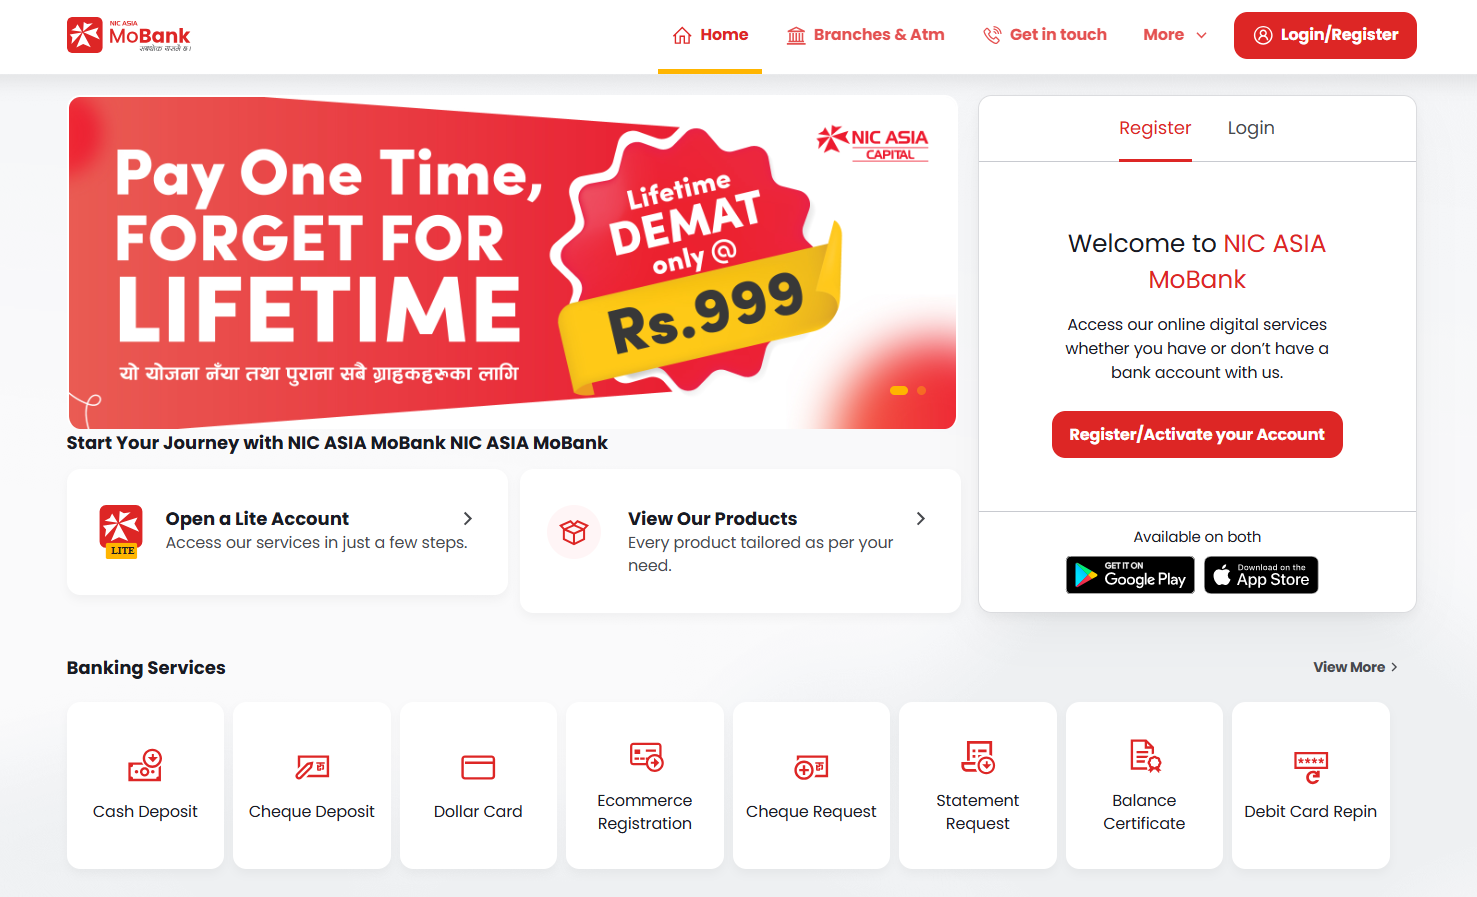 NIC ASIA
MoBank
सबथोक यसमै छ।
Home
Branches & Atm
Get in touch
More
Login/Register
Pay One Time,
FORGET FOR
LIFETIME
यो योजना नँया तथा पुराना सबै ग्राहकहरूका लागि
Lifetime
DEMAT
only @
Rs.999
NIC ASIA
CAPITAL
Register
Login
Welcome to NIC ASIA
MoBank
Access our online digital services
whether you have or don’t have a
bank account with us.
Register/Activate your Account
Available on both
GET IT ON
Google Play
Download on the
App Store
Start Your Journey with NIC ASIA MoBank NIC ASIA MoBank
LITE
Open a Lite Account
Access our services in just a few steps.
View Our Products
Every product tailored as per your
need.
Banking Services
View More
Cash Deposit
Cheque Deposit
Dollar Card
Ecommerce
Registration
Cheque Request
Statement
Request
Balance
Certificate
Debit Card Repin